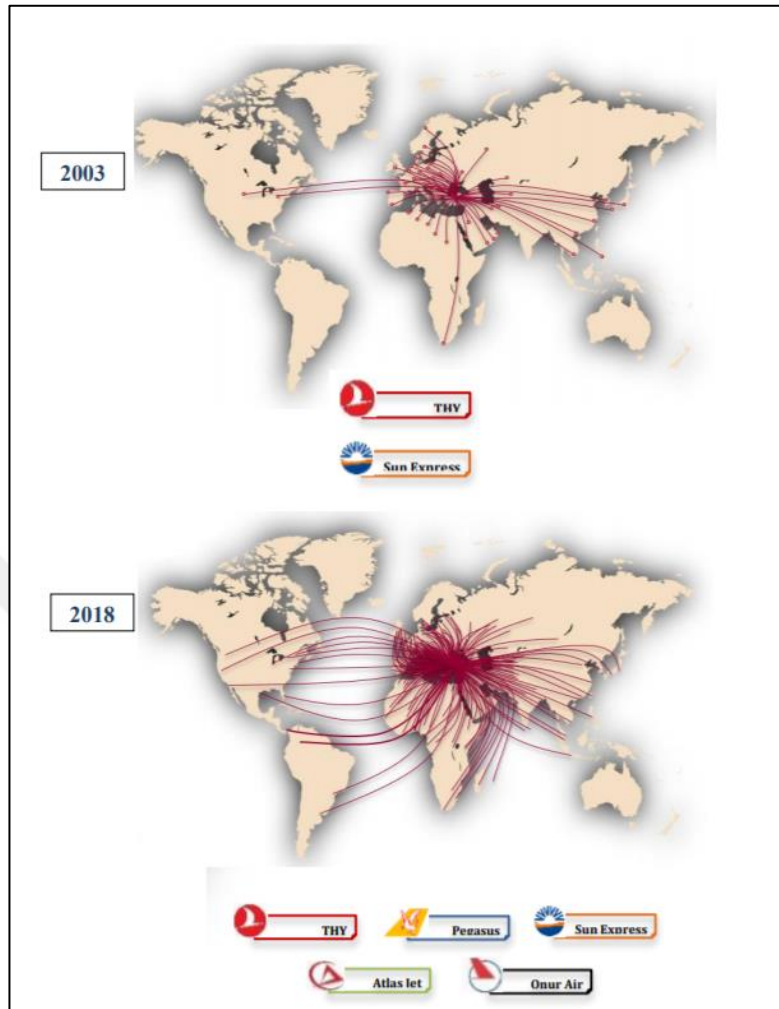 2003
THY
Sun Express
2018
THY
Pegasus
Sun Express
Atlas Jet
Onur Air